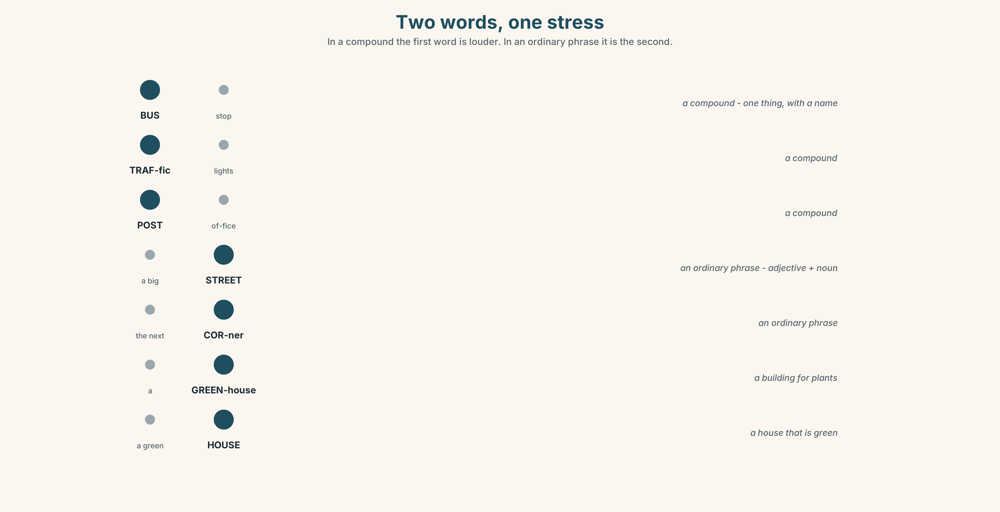 Two words, one stress
In a compound the first word is louder. In an ordinary phrase it is the second.
BUS stop a compound - one thing, with a name
TRAF-fic lights a compound
POST of-fice a compound
a big STREET an ordinary phrase - adjective + noun
the next COR-ner an ordinary phrase
a GREEN-house a building for plants
a green HOUSE a house that is green